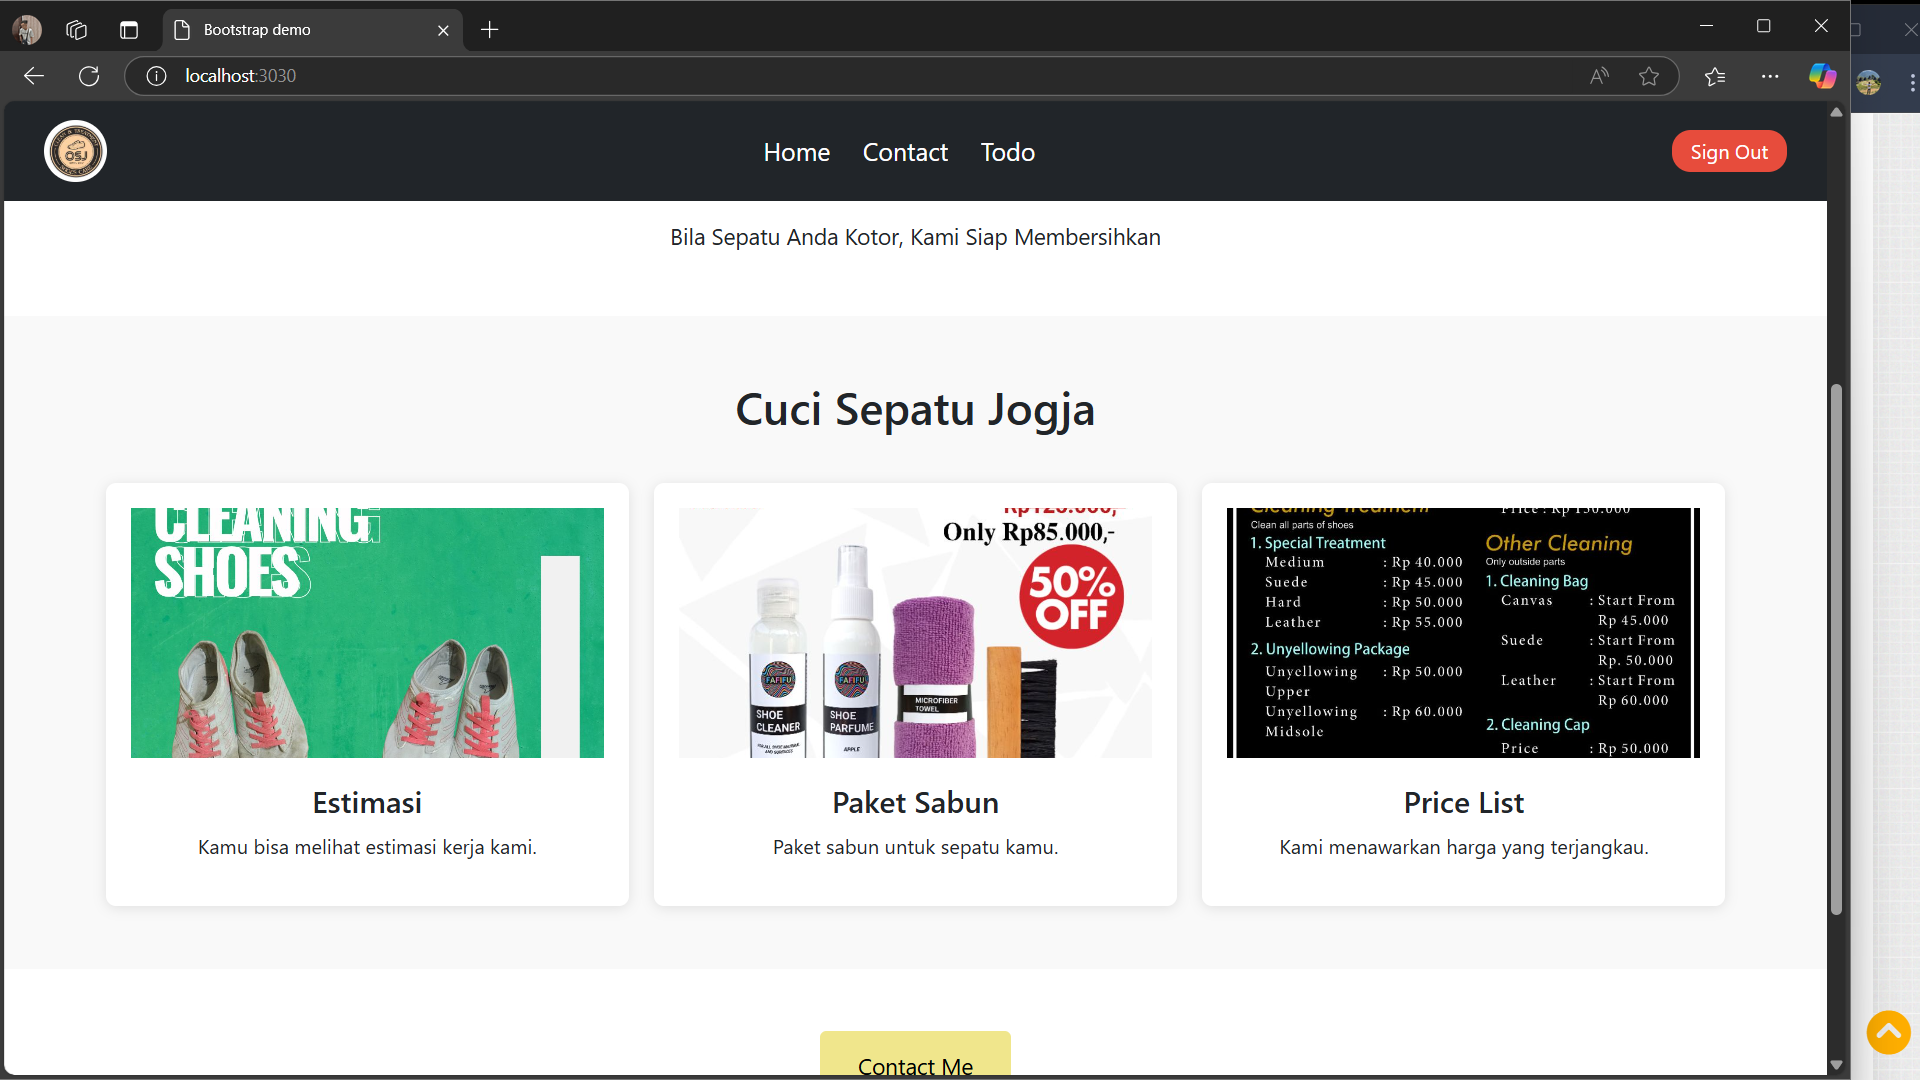 Bootstrap demo
localhost:3030
OSJ
Home Contact Todo
Sign Out
Bila Sepatu Anda Kotor, Kami Siap Membersihkan
Cuci Sepatu Jogja
CLEANING
SHOES
Only Rp85.000,-
50%
OFF
FAFIFU
SHOE
CLEANER
FAFIFU
SHOE
PARFUME
APPLE
MICROFIBER
TOWEL
Cleaning Treatment
Clean all parts of shoes
1. Special Treatment
Medium : Rp 40.000
Suede : Rp 45.000
Hard : Rp 50.000
Leather : Rp 55.000
2. Unyellowing Package
Unyellowing : Rp 50.000
Upper
Unyellowing : Rp 60.000
Midsole
Price : Rp 150.000
Other Cleaning
Only outside parts
1. Cleaning Bag
Canvas : Start From
Rp 45.000
Suede : Start From
Rp. 50.000
Leather : Start From
Rp 60.000
2. Cleaning Cap
Price : Rp 50.000
Estimasi
Kamu bisa melihat estimasi kerja kami.
Paket Sabun
Paket sabun untuk sepatu kamu.
Price List
Kami menawarkan harga yang terjangkau.
Contact Me